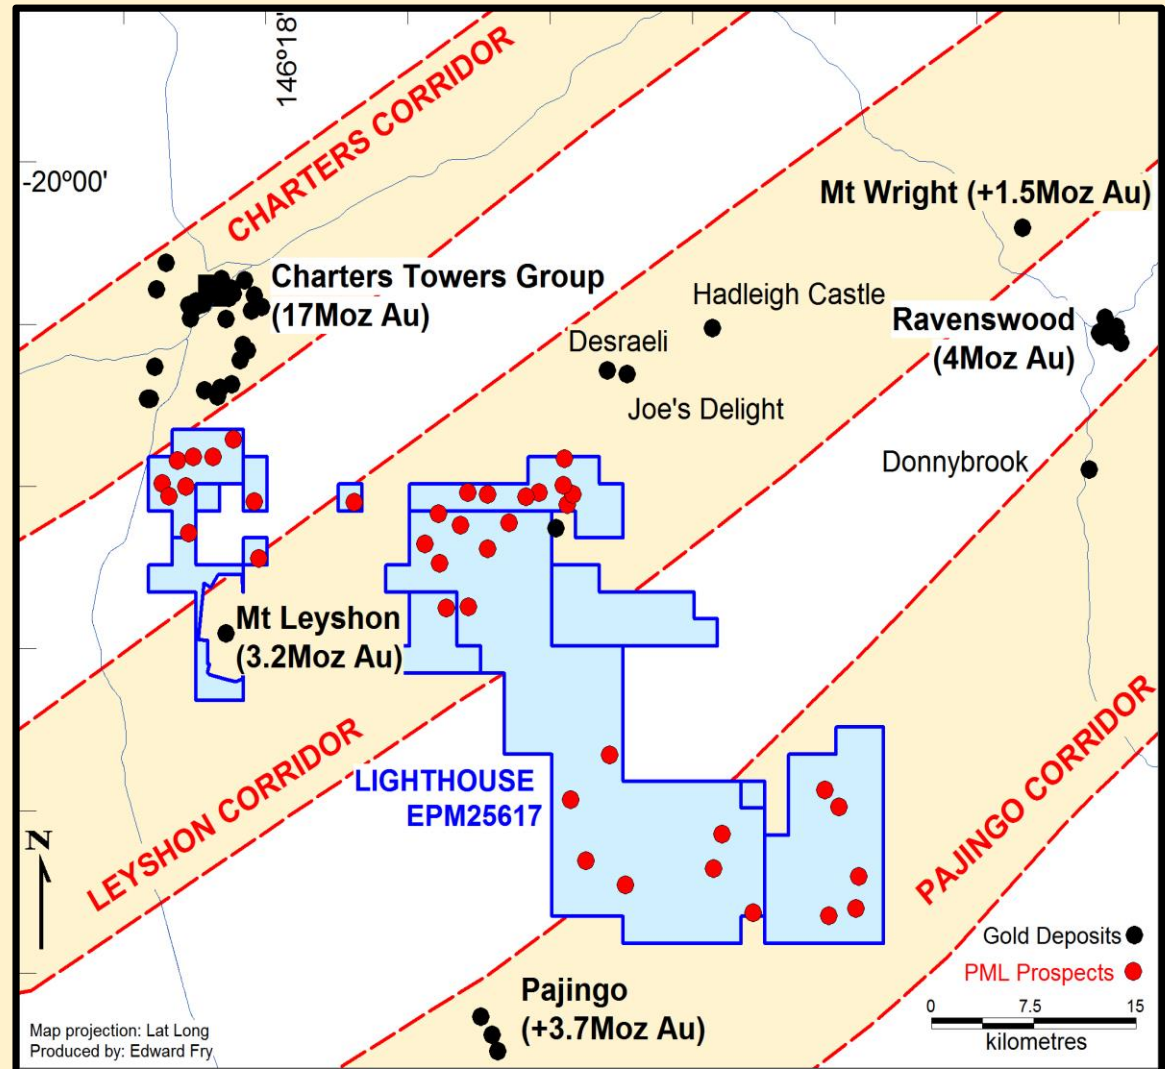 146°18'
CHARTERS CORRIDOR
-20°00'
Mt Wright (+1.5Moz Au)
Charters Towers Group
(17Moz Au)
Hadleigh Castle
Ravenswood
(4Moz Au)
Desraeli
Joe's Delight
Donnybrook
Mt Leyshon
(3.2Moz Au)
LEYSHON CORRIDOR
LIGHTHOUSE
EPM25617
PAJINGO CORRIDOR
N
Gold Deposits
PML Prospects
Pajingo
(+3.7Moz Au)
0 7.5 15
kilometres
Map projection: Lat Long
Produced by: Edward Fry